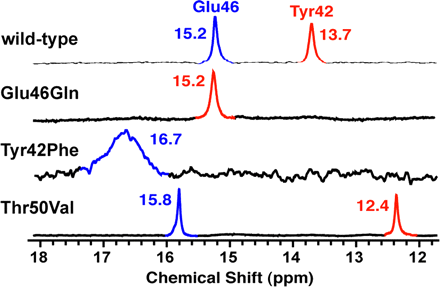 Glu46 Tyr42
wild-type 15.2 13.7
Glu46Gln 15.2
Tyr42Phe 16.7
Thr50Val 15.8 12.4
18 17 16 15 14 13 12
Chemical Shift (ppm)